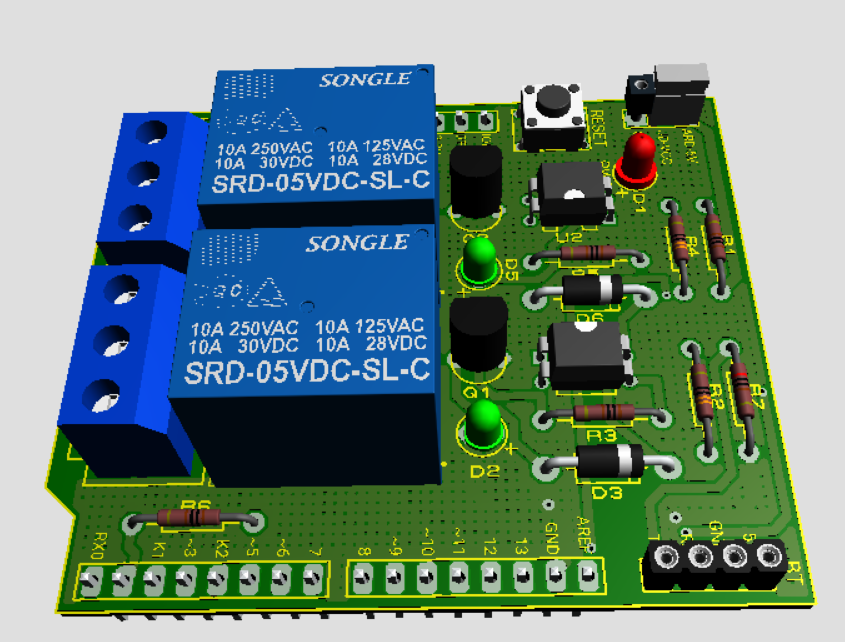 SONGLE
10A 250VAC 10A 125VAC
10A 30VDC 10A 28VDC
SRD-05VDC-SL-C
RESET
D1
R4
R1
D5
SONGLE
10A 250VAC 10A 125VAC
10A 30VDC 10A 28VDC
SRD-05VDC-SL-C
D6
Q1
R3
R2
R7
D2
D3
R6
RX0
K1
~3
K2
~5
~6
7
8
~9
~10
~11
12
13
GND
AREF
BT